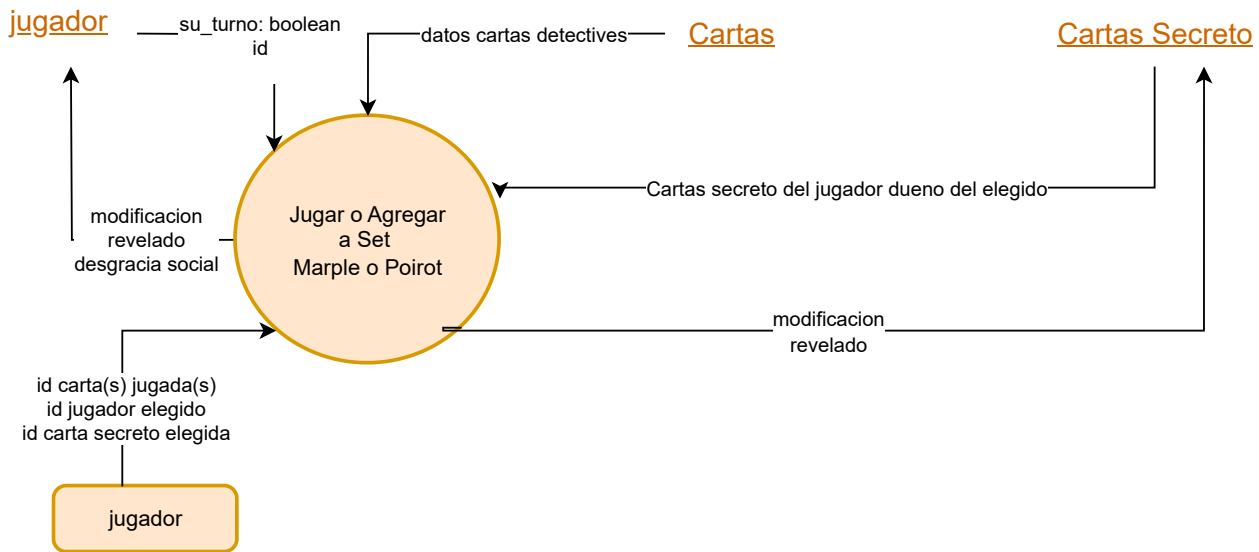 jugador
su_turno: boolean
id
datos cartas detectives
Cartas
Cartas Secreto
Cartas secreto del jugador dueno del elegido
modificacion
revelado
desgracia social
Jugar o Agregar
a Set
Marple o Poirot
modificacion
revelado
id carta(s) jugada(s)
id jugador elegido
id carta secreto elegida
jugador